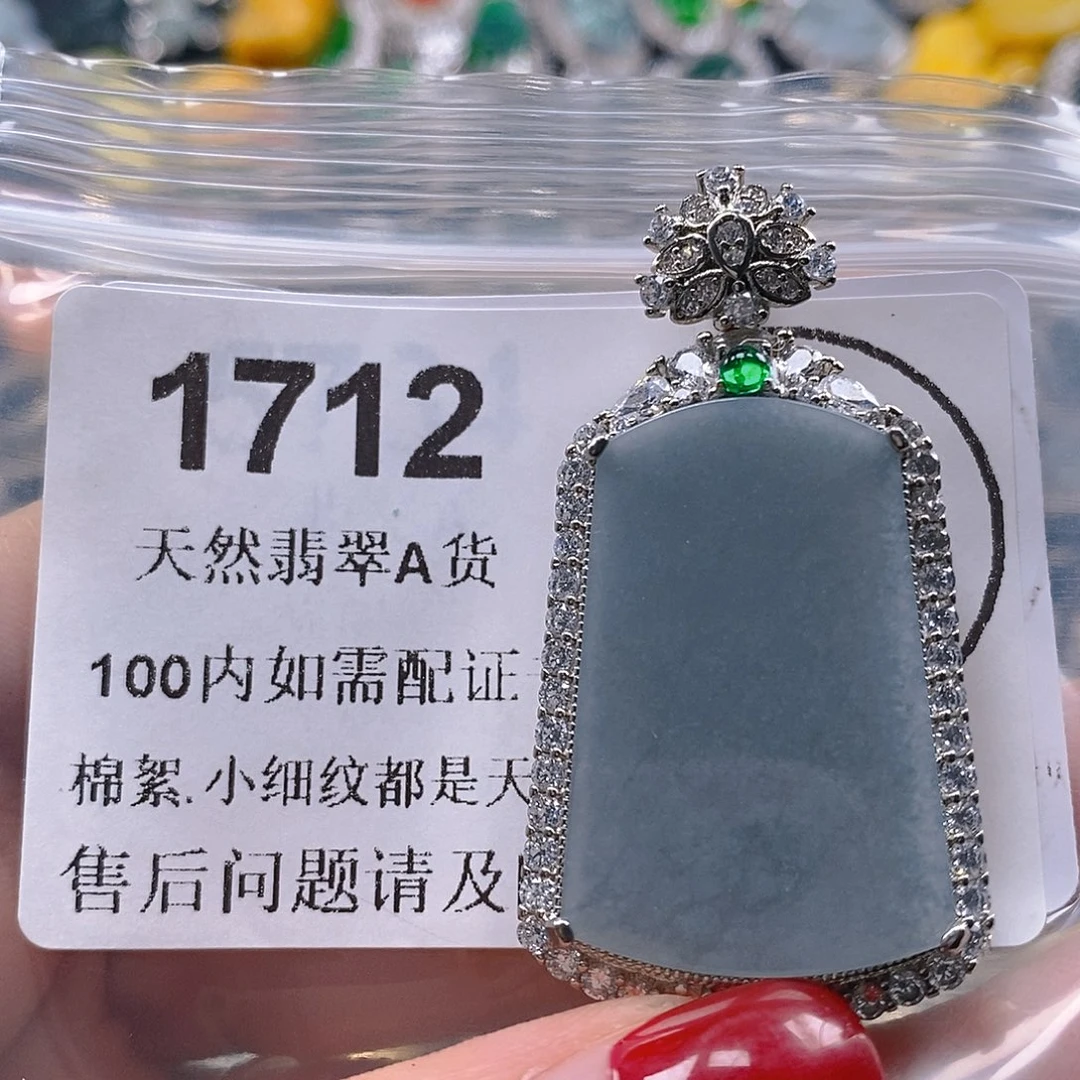 1712
天然翡翠A货
100内如需配证
棉絮.小细纹都是天
售后问题请及